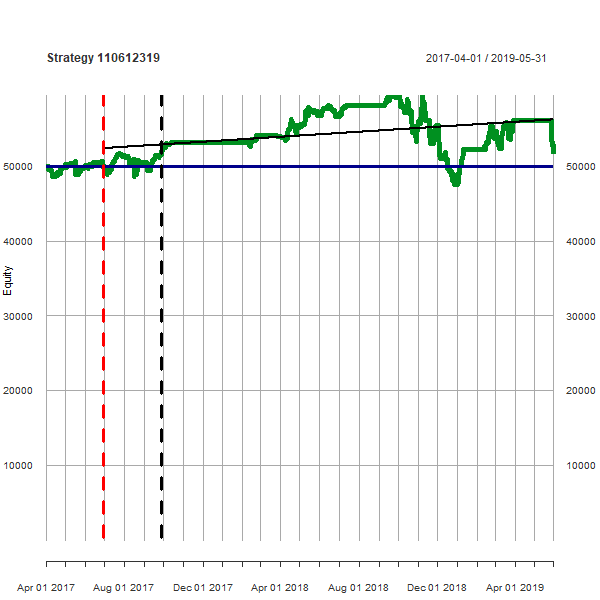 Strategy 110612319
2017-04-01 / 2019-05-31
50000
50000
40000
40000
Equity
30000
30000
20000
20000
10000
10000
Apr 01 2017
Aug 01 2017
Dec 01 2017
Apr 01 2018
Aug 01 2018
Dec 01 2018
Apr 01 2019